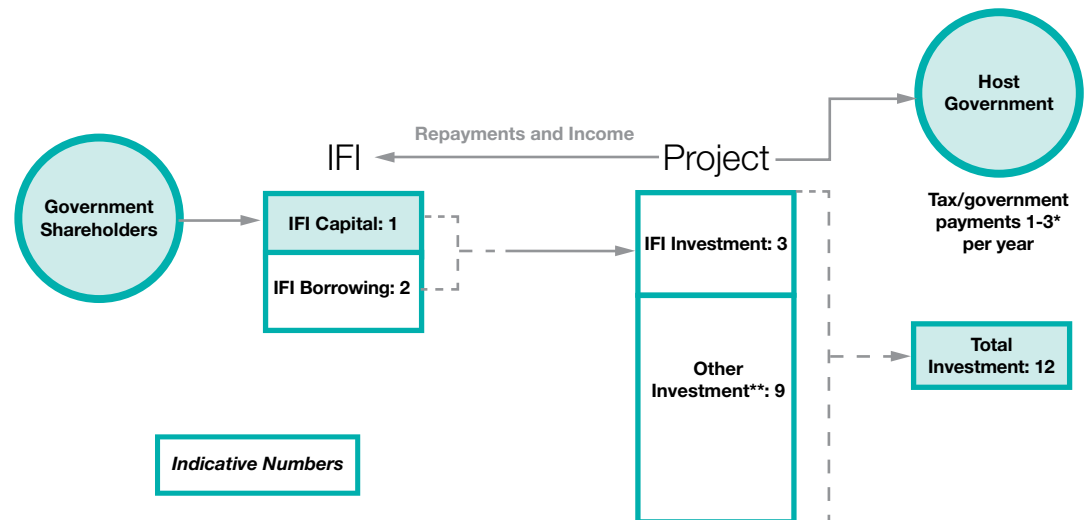 Host
Government
Repayments and Income
IFI
Project
Government
Shareholders
IFI Capital: 1
IFI Borrowing: 2
IFI Investment: 3
Tax/government
payments 1-3*
per year
Other
Investment**: 9
Total
Investment: 12
Indicative Numbers